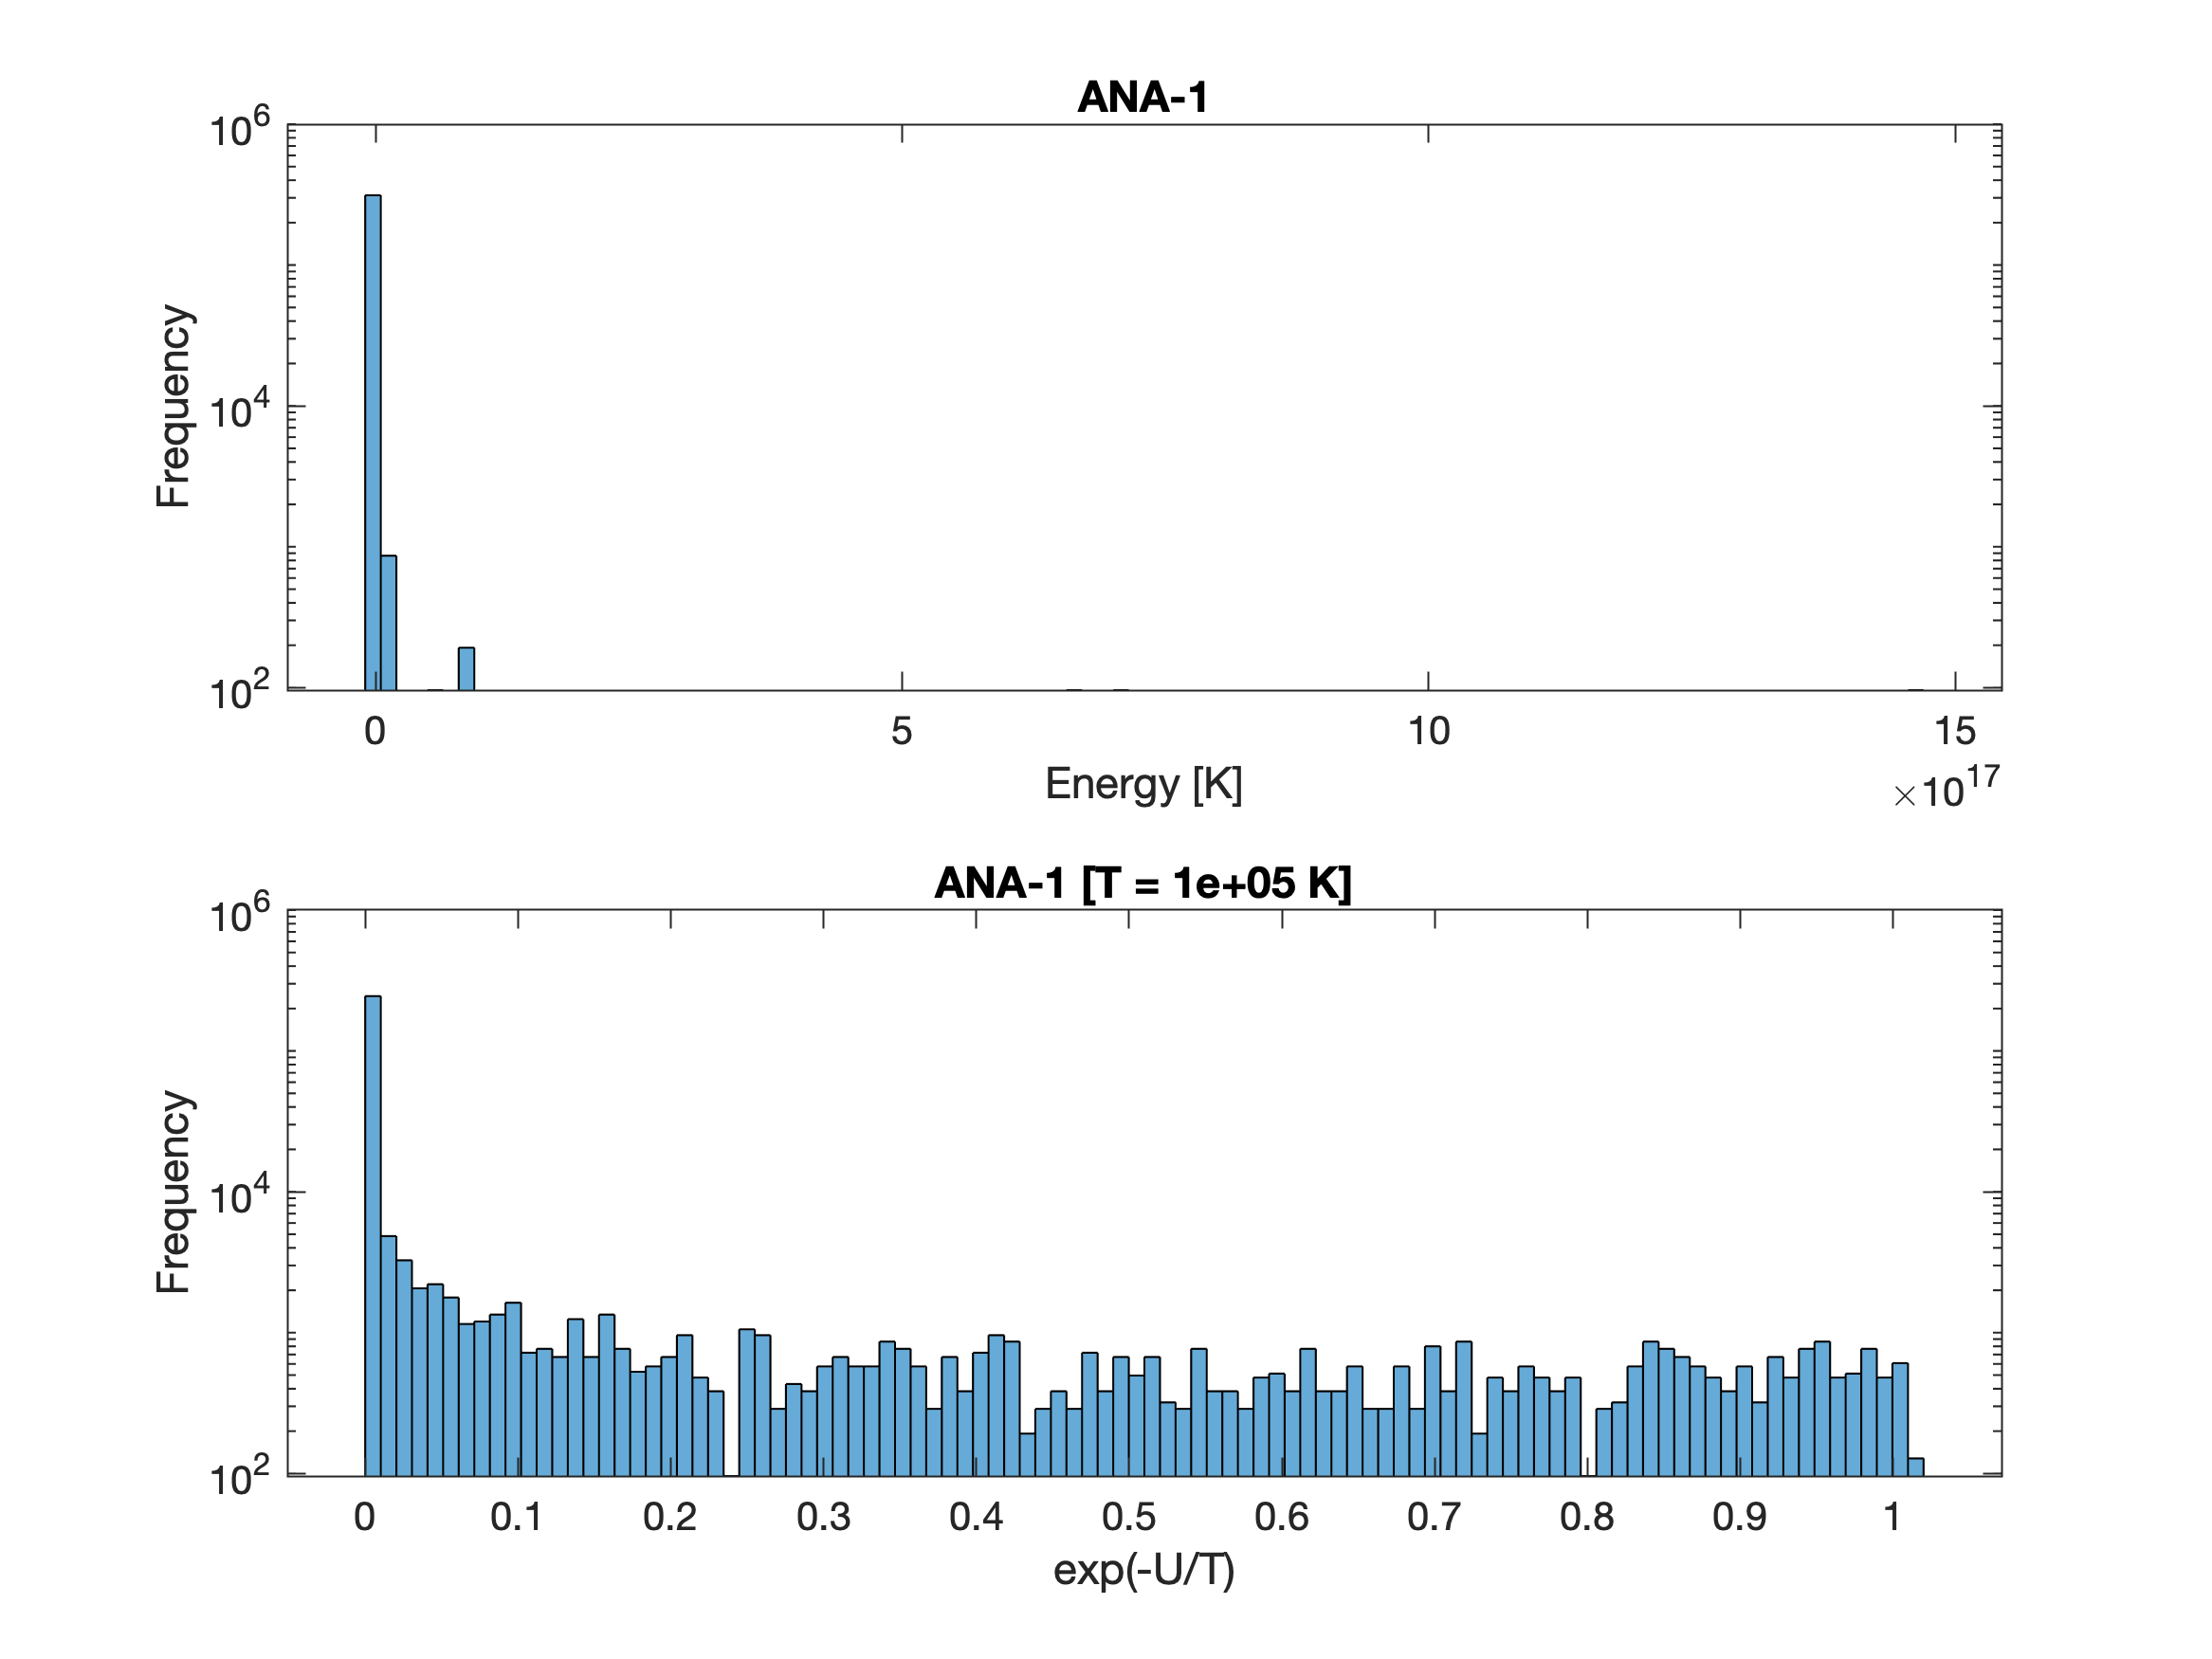 ANA-1
10^6
10^4
10^2
Frequency
0 5 10 15
Energy [K]
×10^17
ANA-1 [T = 1e+05 K]
10^6
10^4
10^2
Frequency
0 0.1 0.2 0.3 0.4 0.5 0.6 0.7 0.8 0.9 1
exp(-U/T)